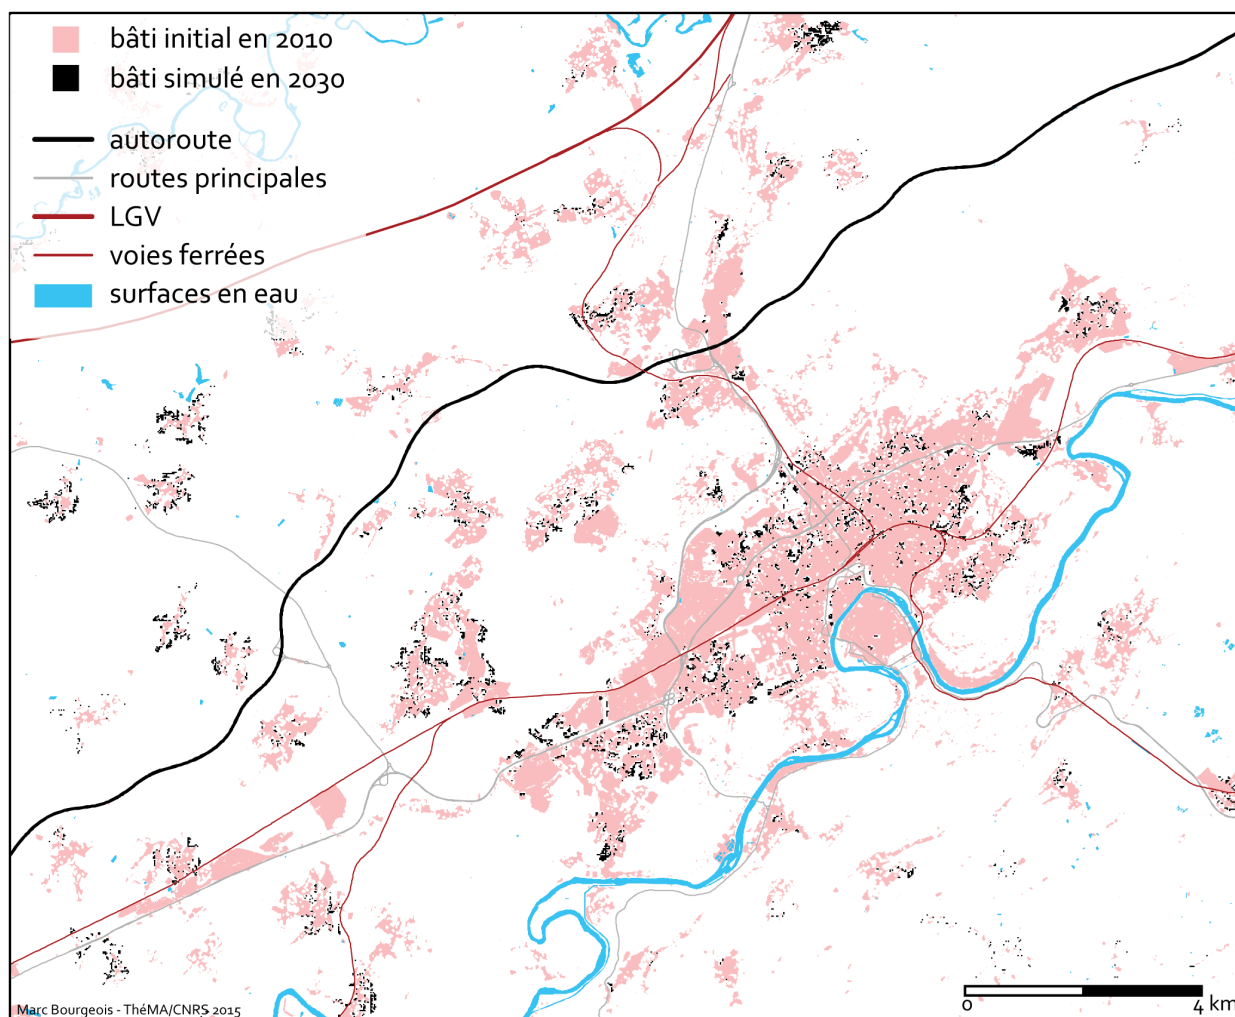 bâti initial en 2010
bâti simulé en 2030
autoroute
routes principales
LGV
voies ferrées
surfaces en eau
0 4 km
Marc Bourgeois - ThéMA/CNRS 2015